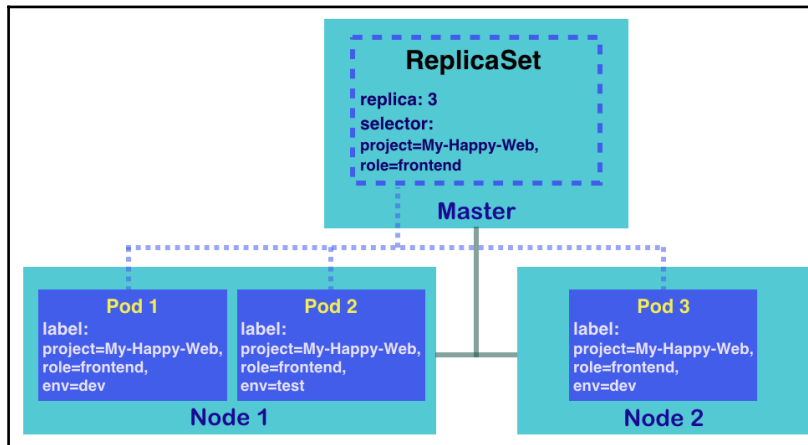 ReplicaSet
replica: 3
selector:
project=My-Happy-Web,
role=frontend
Master
Pod 1
label:
project=My-Happy-Web,
role=frontend,
env=dev
Pod 2
label:
project=My-Happy-Web,
role=frontend,
env=test
Node 1
Pod 3
label:
project=My-Happy-Web,
role=frontend,
env=dev
Node 2